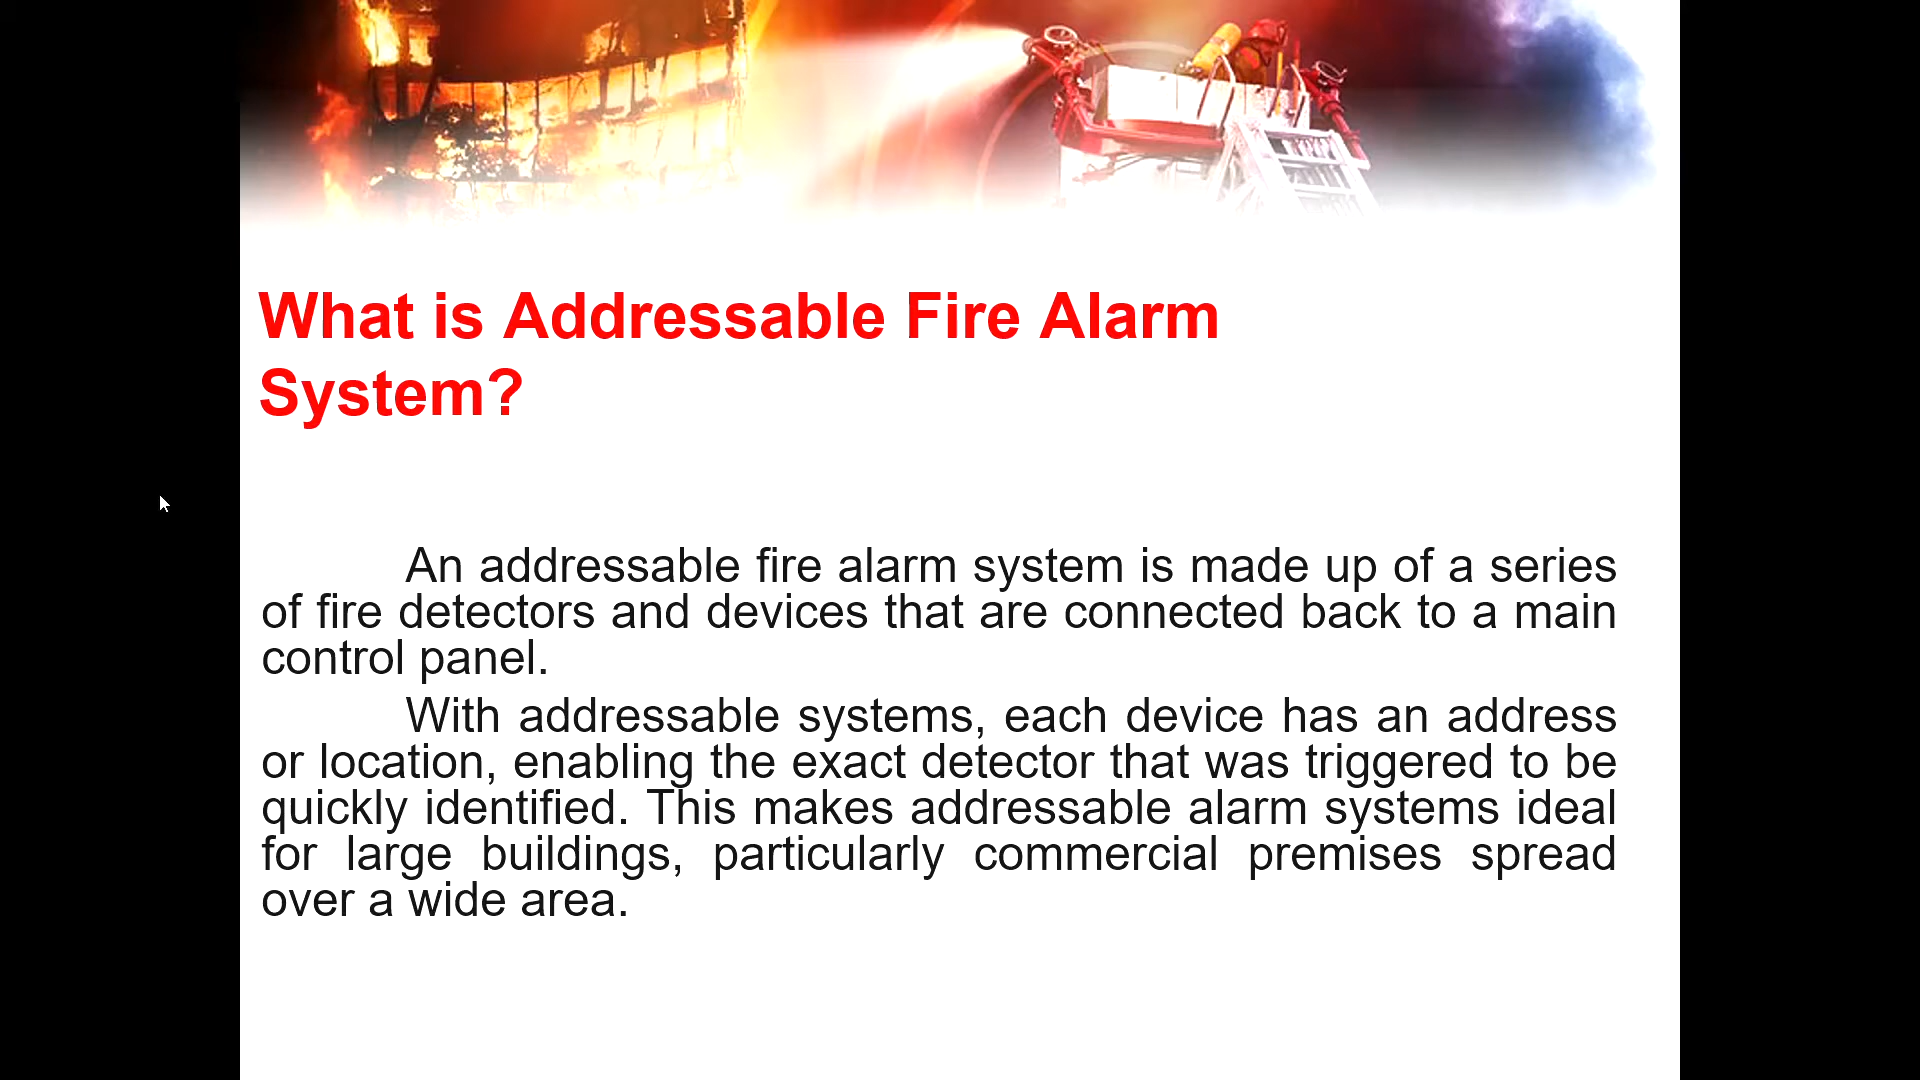 What is Addressable Fire Alarm
System?
An addressable fire alarm system is made up of a series
of fire detectors and devices that are connected back to a main
control panel.
With addressable systems, each device has an address
or location, enabling the exact detector that was triggered to be
quickly identified. This makes addressable alarm systems ideal
for large buildings, particularly commercial premises spread
over a wide area.